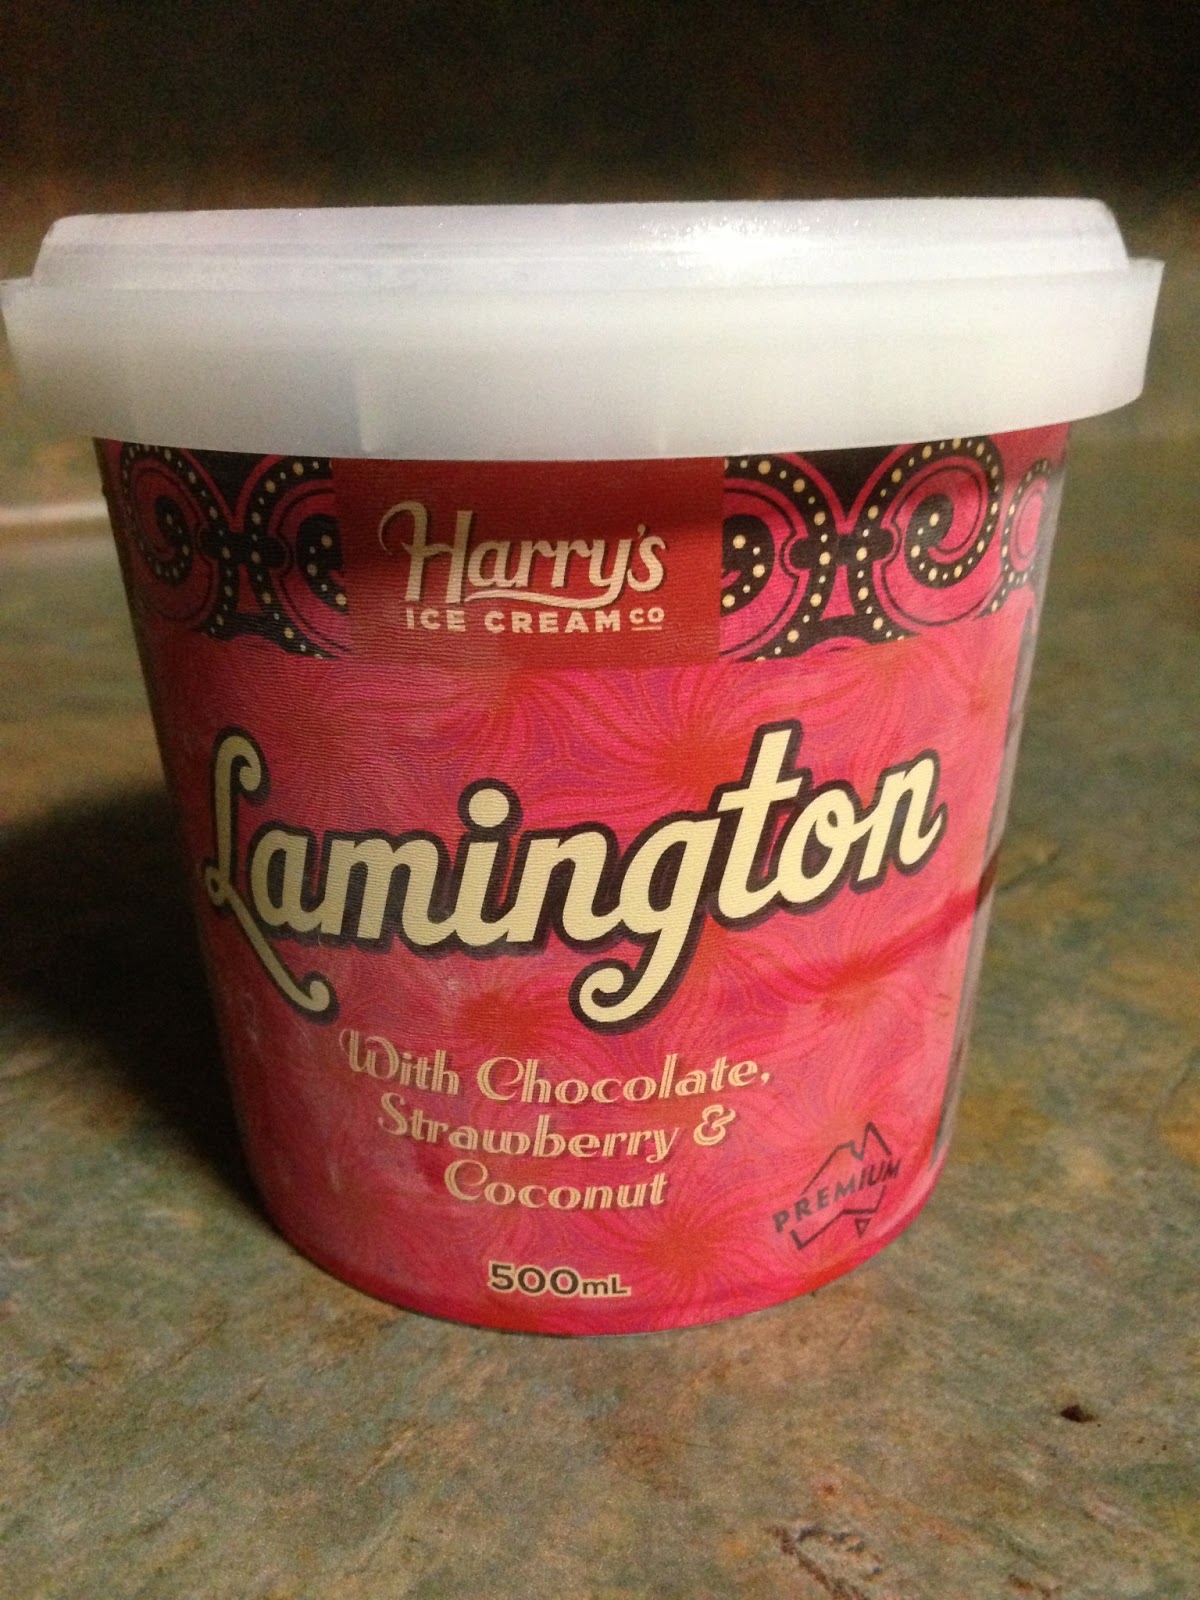 Harry's
ICE CREAM CO
Lamington
With Chocolate,
Strawberry &
Coconut
PREMIUM
500mL